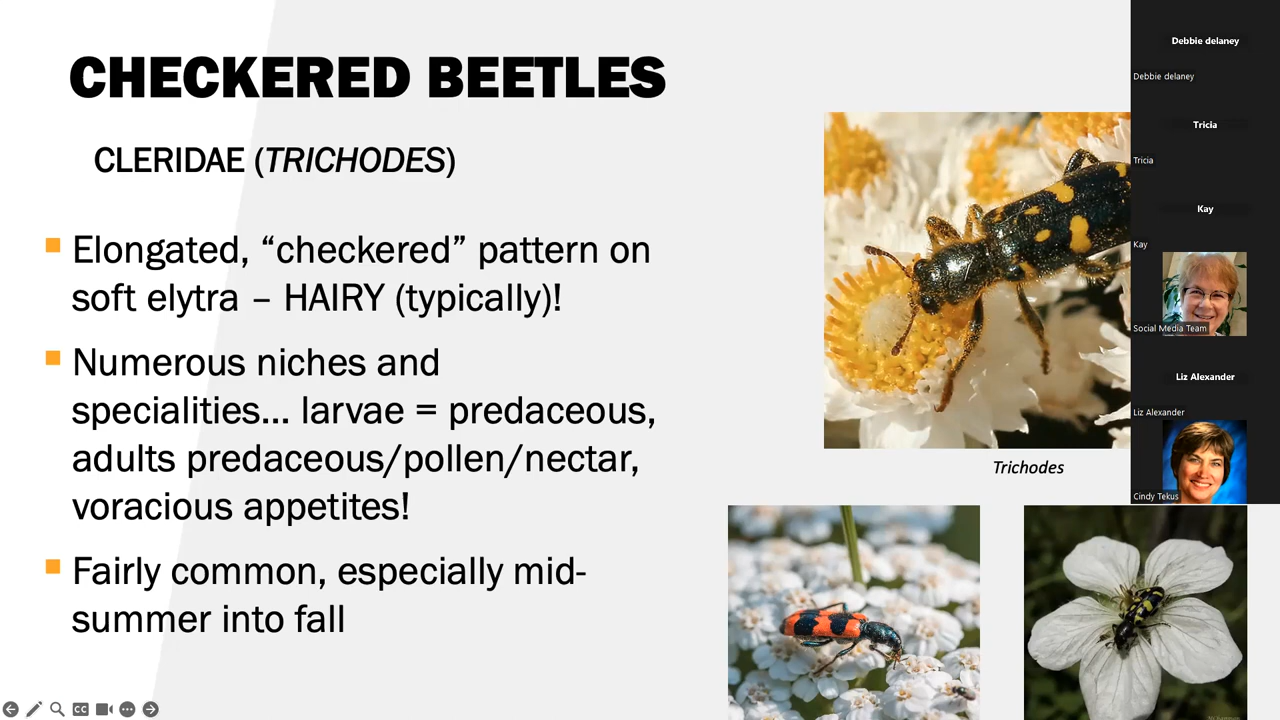 CHECKERED BEETLES
CLERIDAE (TRICHODES)
Elongated, “checkered” pattern on
soft elytra – HAIRY (typically)!
Numerous niches and
specialities... larvae = predaceous,
adults predaceous/pollen/nectar,
voracious appetites!
Fairly common, especially mid-
summer into fall
Trichodes
Debbie delaney
Debbie delaney
Tricia
Tricia
Kay
Kay
Social Media Team
Liz Alexander
Liz Alexander
Cindy Tekus
CC